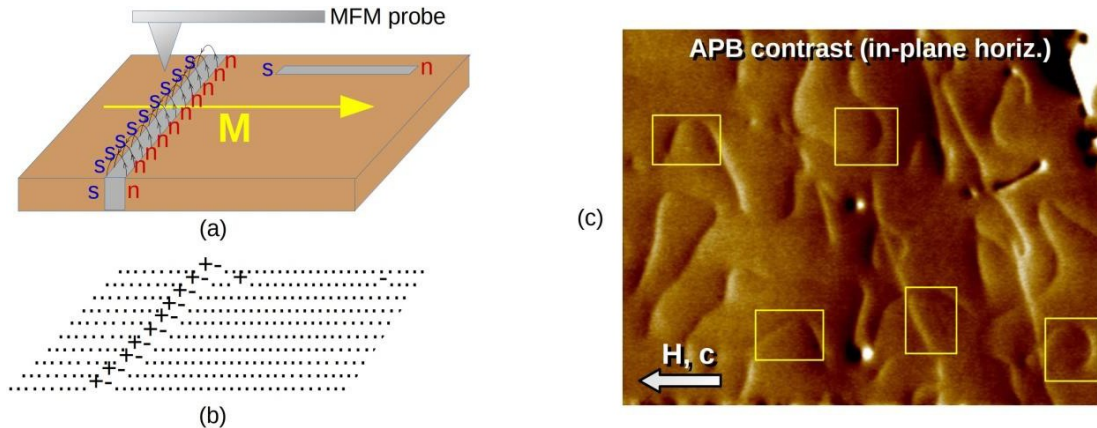 MFM probe
s s s s s s s s s
n n n n n n n n
s n
M
s n
(a)
+-
+- + -
+-
+-
+-
+-
+-
+-
+-
(b)
APB contrast (in-plane horiz.)
H, c
(c)